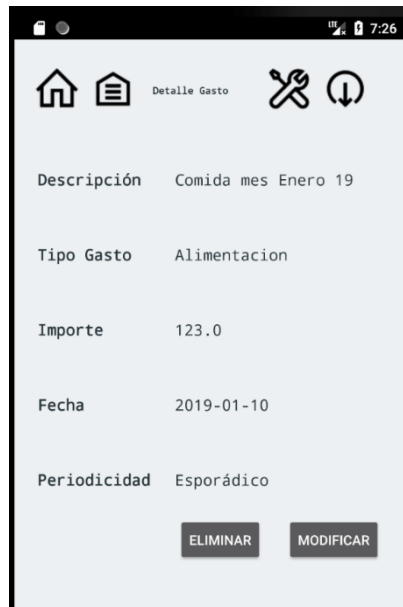 LTE 7:26
Detalle Gasto
Descripción Comida mes Enero 19
Tipo Gasto Alimentacion
Importe 123.0
Fecha 2019-01-10
Periodicidad Esporádico
ELIMINAR MODIFICAR